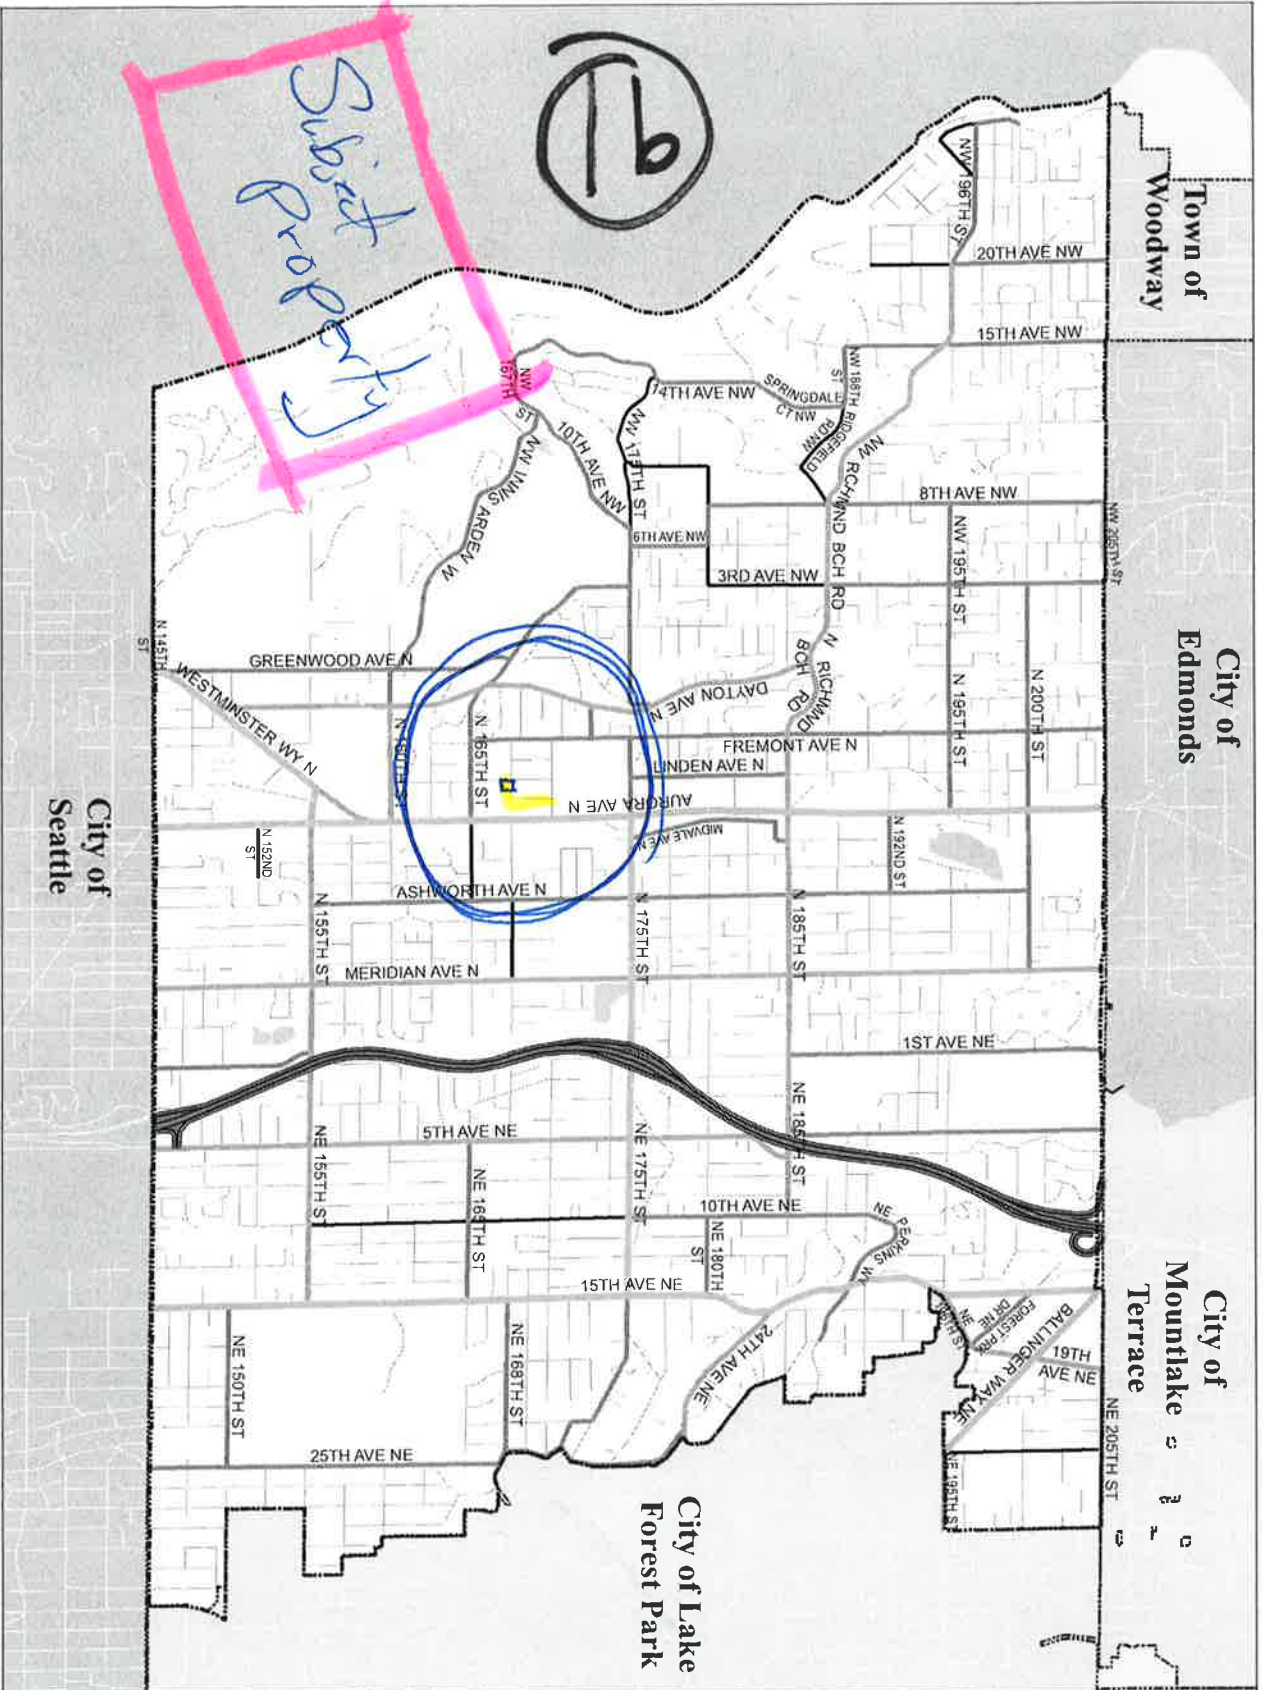 16
Subject
Property
Town of
Woodway
City of
Edmonds
City of
Mountlake
Terrace
City of Lake
Forest Park
City of
Seattle
NW 196TH ST
20TH AVE NW
15TH AVE NW
NW 188TH
ST
SPRINGDALE
CT NW
14TH AVE NW
RIDGEFIELD
RD NW
NW RCHMND BCH RD
8TH AVE NW
NW 205TH ST
NW 195TH ST
NW
167TH
ST
10TH AVE NW
NW 175TH ST
NW INNIS ARDEN W
6TH AVE NW
3RD AVE NW
N RICHMND
BCH RD
N 195TH ST
N 200TH ST
N 145TH
ST
GREENWOOD AVE N
WESTMINSTER WY N
N 160TH ST
N 165TH ST
DAYTON AVE N
FREMONT AVE N
LINDEN AVE N
AURORA AVE N
MIDVALE AVE N
N 192ND ST
N 152ND
ST
ASHWORTH AVE N
N 155TH ST
N 175TH ST
N 185TH ST
MERIDIAN AVE N
1ST AVE NE
5TH AVE NE
NE 155TH ST
NE 165TH ST
NE 175TH ST
NE 185TH ST
10TH AVE NE
NE PERKINS WY
NE 180TH
ST
15TH AVE NE
24TH AVE NE
NE 150TH ST
NE 168TH ST
25TH AVE NE
FOREST PRK
DR NE
BALLINGER WAY NE
19TH
AVE NE
NE 205TH ST
NE 195TH ST